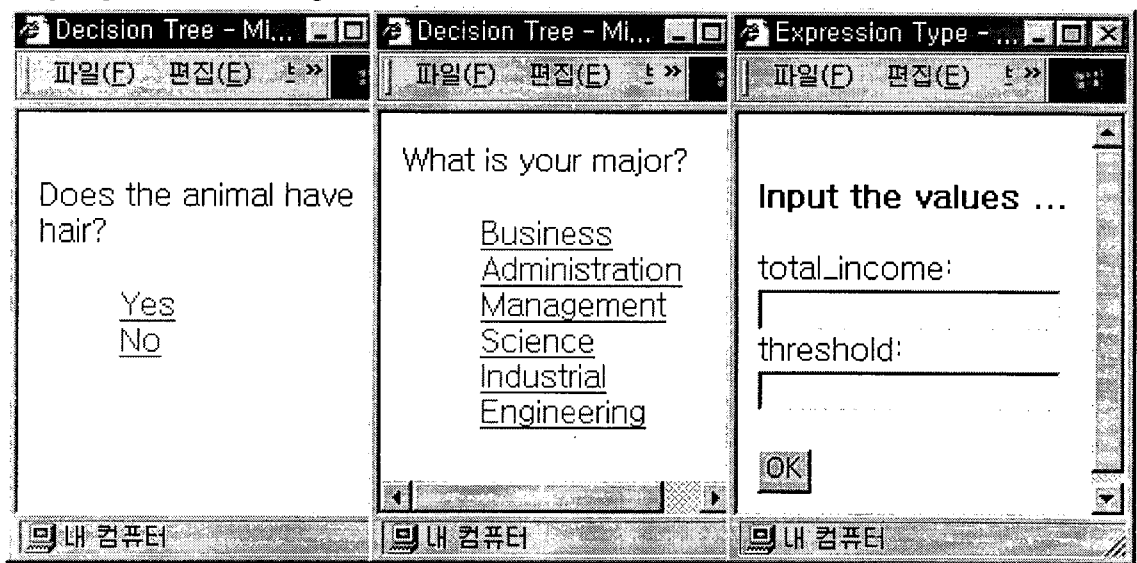 Decision Tree - Mi...
파일(F) 편집(E) »
Does the animal have
hair?
Yes
No
내 컴퓨터
Decision Tree - Mi...
파일(F) 편집(E) »
What is your major?
Business
Administration
Management
Science
Industrial
Engineering
내 컴퓨터
Expression Type - ...
파일(F) 편집(E) »
Input the values ...
total_income:
threshold:
OK
내 컴퓨터